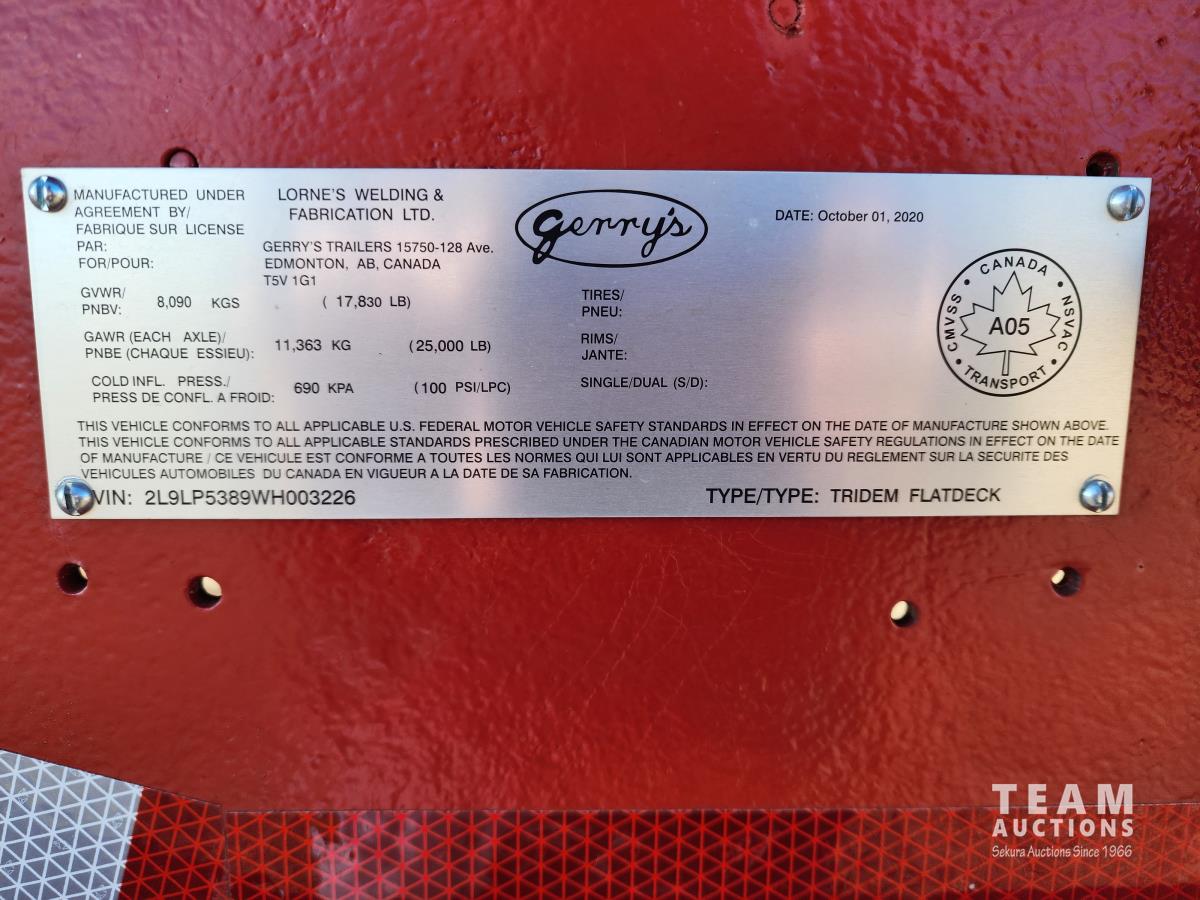 MANUFACTURED UNDER
AGREEMENT BY/
FABRIQUE SUR LICENSE
PAR:
FOR/POUR:
LORNE'S WELDING &
FABRICATION LTD.
GERRY'S TRAILERS 15750-128 Ave.
EDMONTON, AB, CANADA
T5V 1G1
Gerry's
DATE: October 01, 2020
GVWR/
PNBV: 8,090 KGS ( 17,830 LB)
GAWR (EACH AXLE)/
PNBE (CHAQUE ESSIEU): 11,363 KG (25,000 LB)
COLD INFL. PRESS./
PRESS DE CONFL. A FROID: 690 KPA (100 PSI/LPC)
TIRES/
PNEU:
RIMS/
JANTE:
SINGLE/DUAL (S/D):
CANADA
CMVSS
NSVAC
A05
TRANSPORT
THIS VEHICLE CONFORMS TO ALL APPLICABLE U.S. FEDERAL MOTOR VEHICLE SAFETY STANDARDS IN EFFECT ON THE DATE OF MANUFACTURE SHOWN ABOVE.
THIS VEHICLE CONFORMS TO ALL APPLICABLE STANDARDS PRESCRIBED UNDER THE CANADIAN MOTOR VEHICLE SAFETY REGULATIONS IN EFFECT ON THE DATE
OF MANUFACTURE / CE VEHICULE EST CONFORME A TOUTES LES NORMES QUI LUI SONT APPLICABLES EN VERTU DU REGLEMENT SUR LA SECURITE DES
VEHICULES AUTOMOBILES DU CANADA EN VIGUEUR A LA DATE DE SA FABRICATION.
VIN: 2L9LP5389WH003226
TYPE/TYPE: TRIDEM FLATDECK
TEAM
AUCTIONS
Sekura Auctions Since 1966